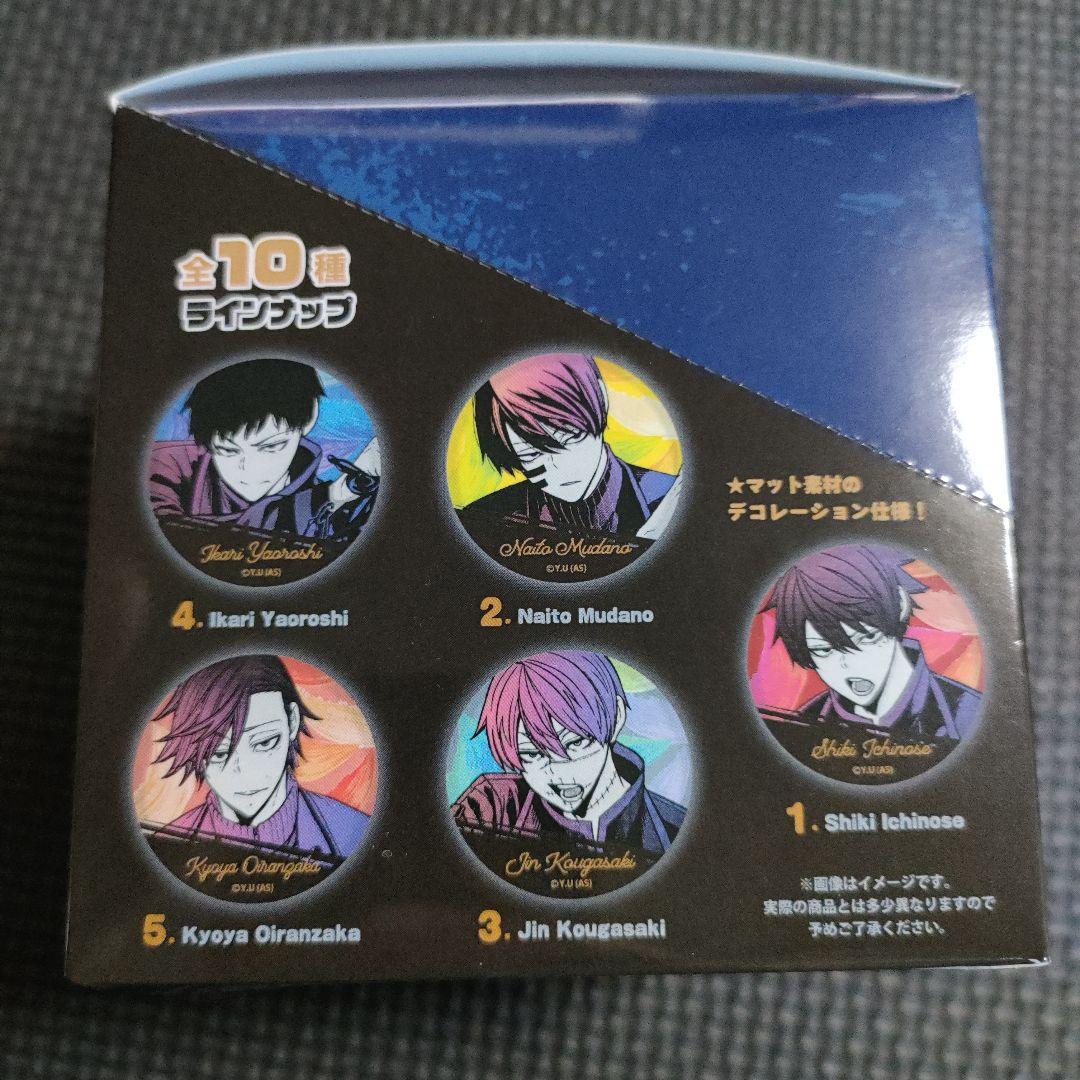 全10種
ラインナップ
Ikari Yaoroshi
©Y.U (AS)
4. Ikari Yaoroshi
Naito Mudano
©Y.U (AS)
2. Naito Mudano
★マット素材の
デコレーション仕様!
Shiki Ichinose
©Y.U (AS)
1. Shiki Ichinose
Kyoya Oiranzaka
©Y.U (AS)
5. Kyoya Oiranzaka
Jin Kougasaki
©Y.U (AS)
3. Jin Kougasaki
※画像はイメージです。
実際の商品とは多少異なりますので
予めご了承ください。